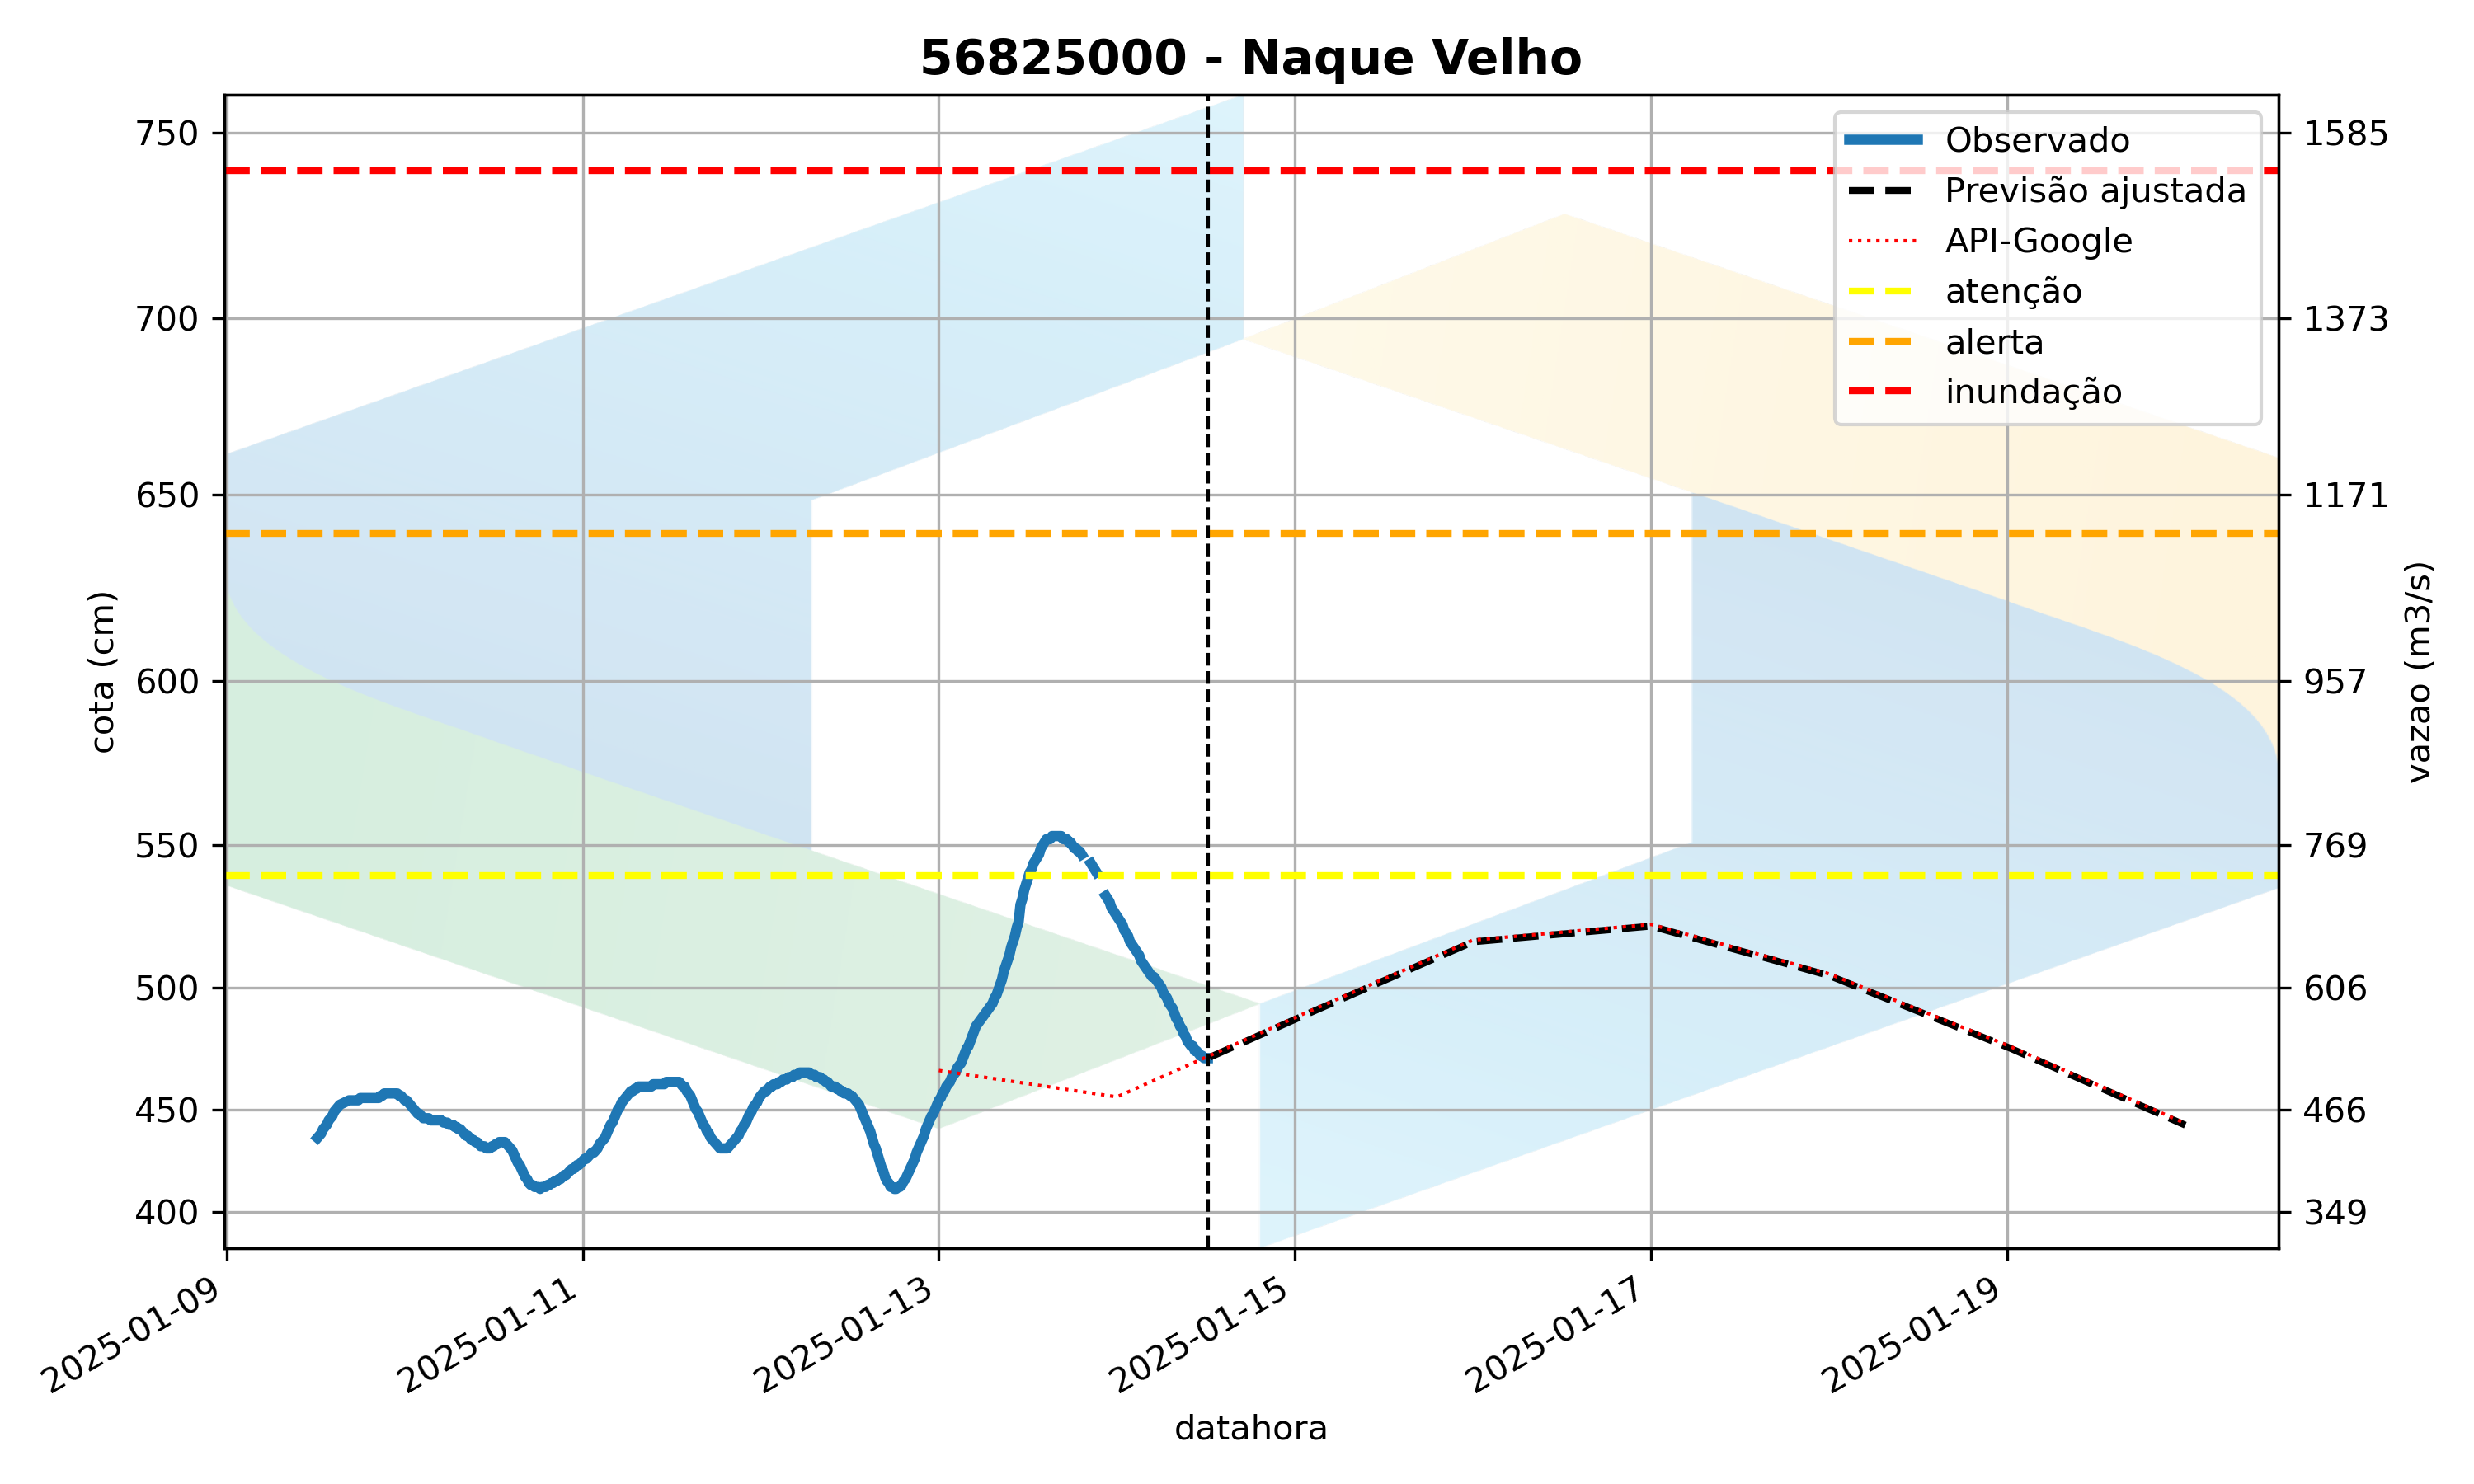 56825000 - Naque Velho
750
700
650
600
550
500
450
400
cota (cm)
1585
1373
1171
957
769
606
466
349
vazao (m3/s)
Observado
Previsão ajustada
API-Google
atenção
alerta
inundação
2025-01-09
2025-01-11
2025-01-13
2025-01-15
2025-01-17
2025-01-19
datahora